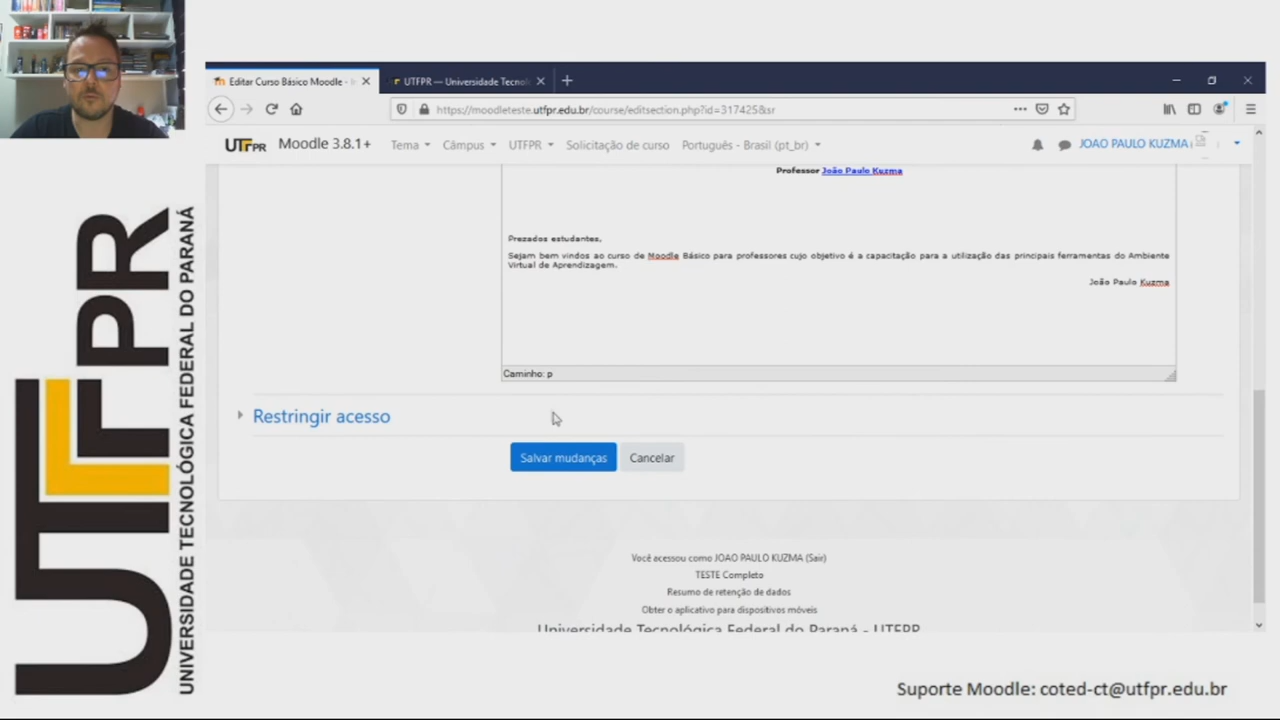 Editar Curso Básico Moodle -
UTFPR — Universidade Tecnol
https://moodleteste.utfpr.edu.br/course/editsection.php?id=317425&sr
UTFPR Moodle 3.8.1+ Tema Câmpus UTFPR Solicitação de curso Português - Brasil (pt_br) JOAO PAULO KUZMA
Professor João Paulo Kuzma
Prezados estudantes,
Sejam bem vindos ao curso de Moodle Básico para professores cujo objetivo é a capacitação para a utilização das principais ferramentas do Ambiente
Virtual de Aprendizagem.
João Paulo Kuzma
Caminho: p
Restringir acesso
Salvar mudanças Cancelar
Você acessou como JOAO PAULO KUZMA (Sair)
TESTE Completo
Resumo de retenção de dados
Obter o aplicativo para dispositivos móveis
Universidade Tecnológica Federal do Paraná - UTFPR
UTFPR
UNIVERSIDADE TECNOLÓGICA FEDERAL DO PARANÁ
Suporte Moodle: coted-ct@utfpr.edu.br